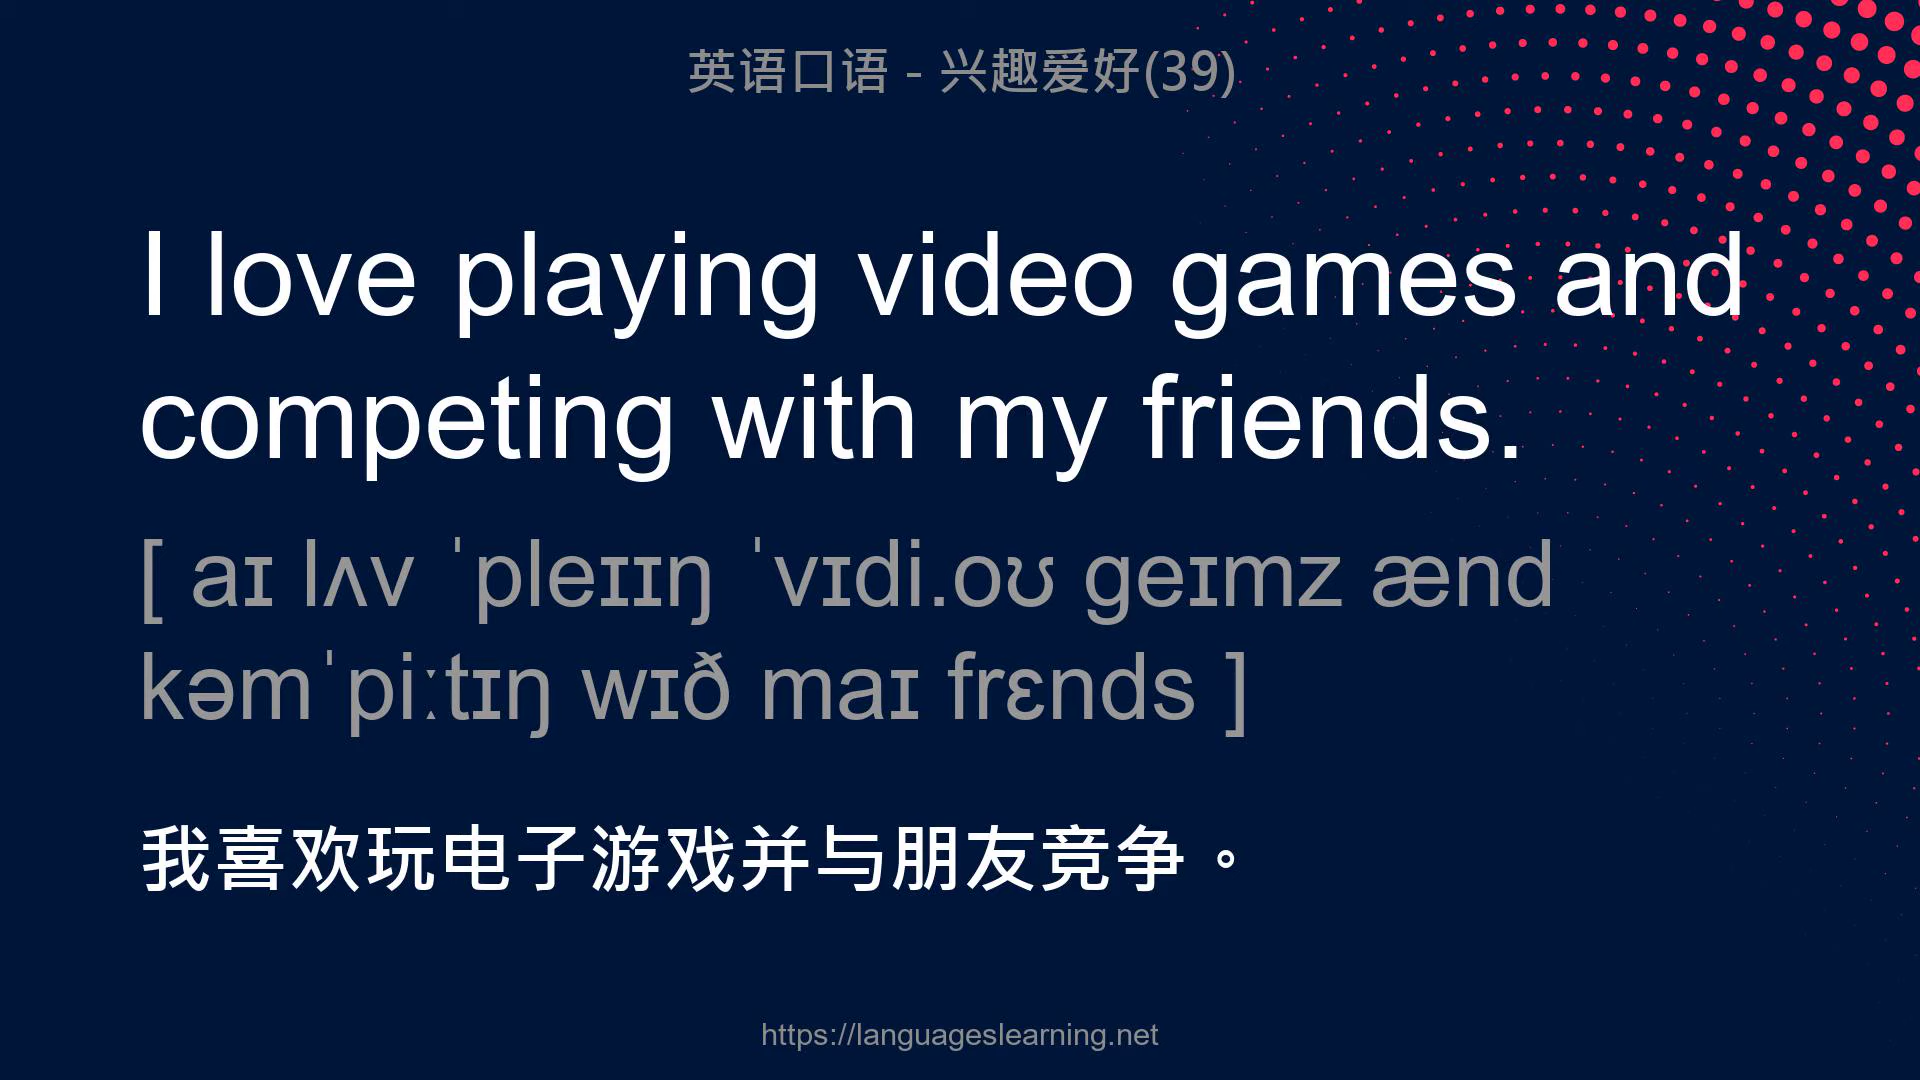 英语口语 - 兴趣爱好(39)
I love playing video games and
competing with my friends.
[ aɪ lʌv ˈpleɪɪŋ ˈvɪdi.oʊ geɪmz ænd
kəmˈpiːtɪŋ wɪð maɪ frɛnds ]
我喜欢玩电子游戏并与朋友竞争。
https://languageslearning.net